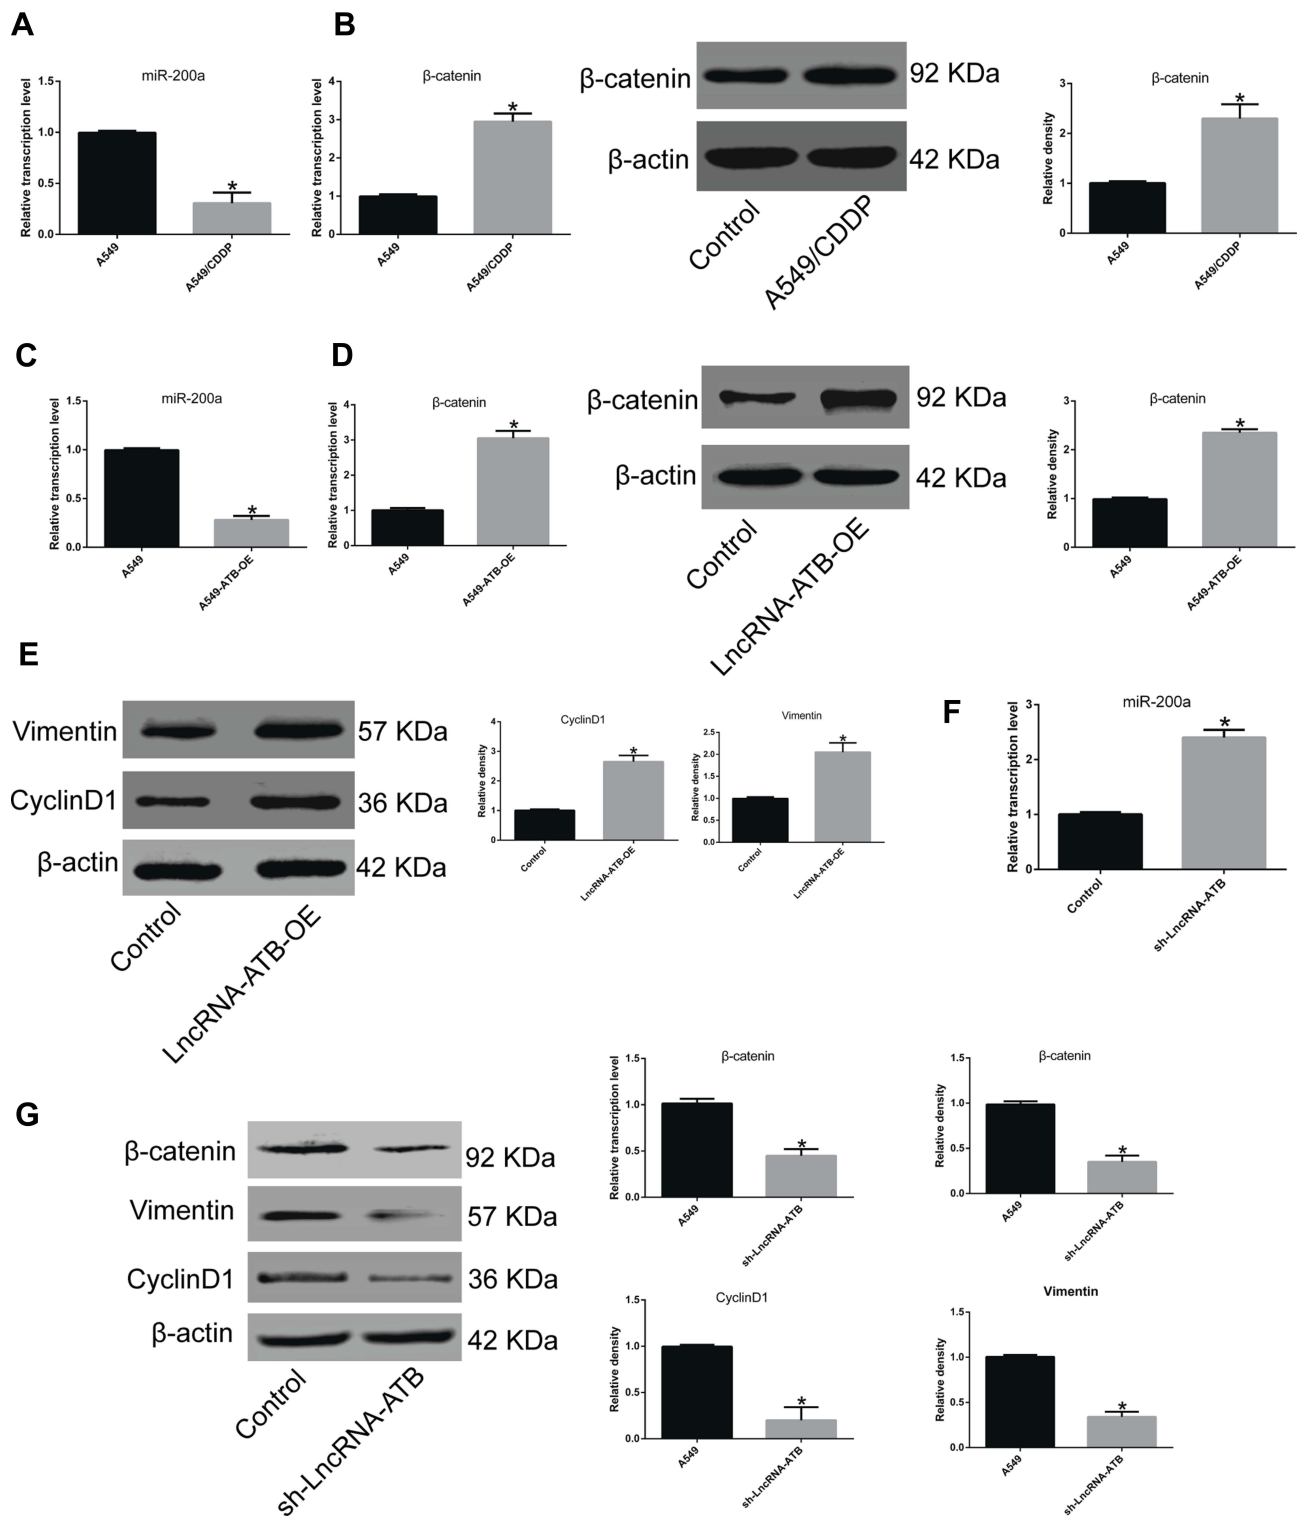 A
miR-200a
Relative transcription level
1.5
1.0
0.5
0.0
*
A549
A549/CDDP
B
β-catenin
Relative transcription level
4
3
2
1
0
*
A549
A549/CDDP
β-catenin
92 KDa
β-actin
42 KDa
Control
A549/CDDP
β-catenin
Relative density
3
2
1
0
*
A549
A549/CDDP
C
miR-200a
Relative transcription level
1.5
1.0
0.5
0.0
*
A549
A549-ATB-OE
D
β-catenin
Relative transcription level
4
3
2
1
0
*
A549
A549-ATB-OE
β-catenin
92 KDa
β-actin
42 KDa
Control
LncRNA-ATB-OE
β-catenin
Relative density
3
2
1
0
*
A549
A549-ATB-OE
E
Vimentin
57 KDa
CyclinD1
36 KDa
β-actin
42 KDa
Control
LncRNA-ATB-OE
CyclinD1
Relative density
4
3
2
1
0
*
Control
LncRNA-ATB-OE
Vimentin
Relative density
2.5
2.0
1.5
1.0
0.5
0.0
*
Control
LncRNA-ATB-OE
F
miR-200a
Relative transcription level
3
2
1
0
*
Control
sh-LncRNA-ATB
G
β-catenin
92 KDa
Vimentin
57 KDa
CyclinD1
36 KDa
β-actin
42 KDa
Control
sh-LncRNA-ATB
β-catenin
Relative transcription level
1.5
1.0
0.5
0.0
*
A549
sh-LncRNA-ATB
β-catenin
Relative density
1.5
1.0
0.5
0.0
*
A549
sh-LncRNA-ATB
CyclinD1
Relative density
1.5
1.0
0.5
0.0
*
A549
sh-LncRNA-ATB
Vimentin
Relative density
1.5
1.0
0.5
0.0
*
A549
sh-LncRNA-ATB